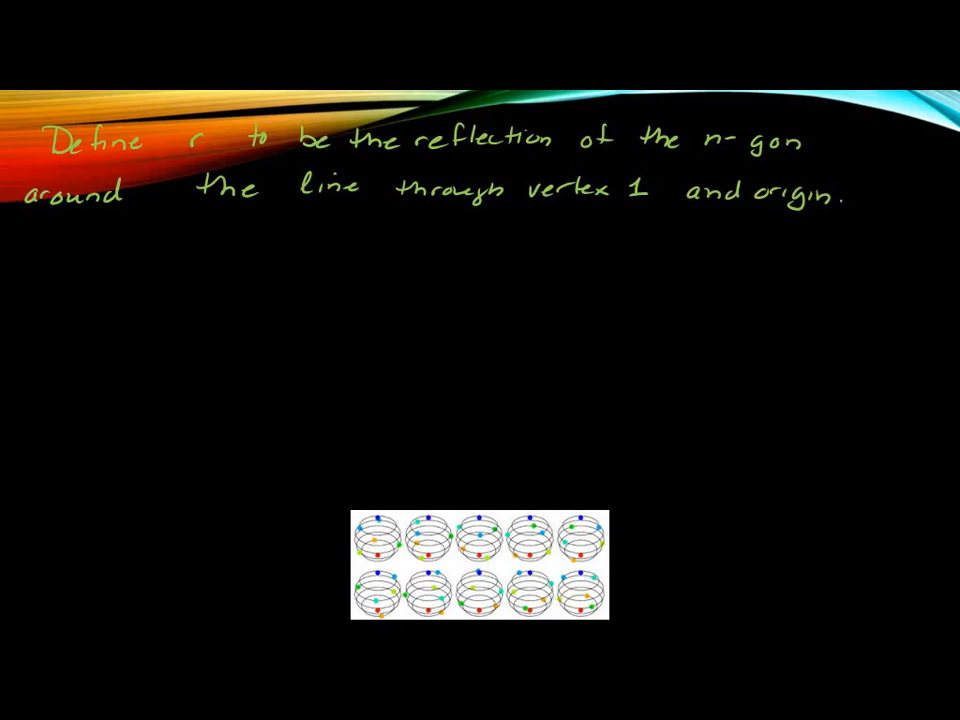 Define r to be the reflection of the n-gon
around the line through vertex 1 and origin.